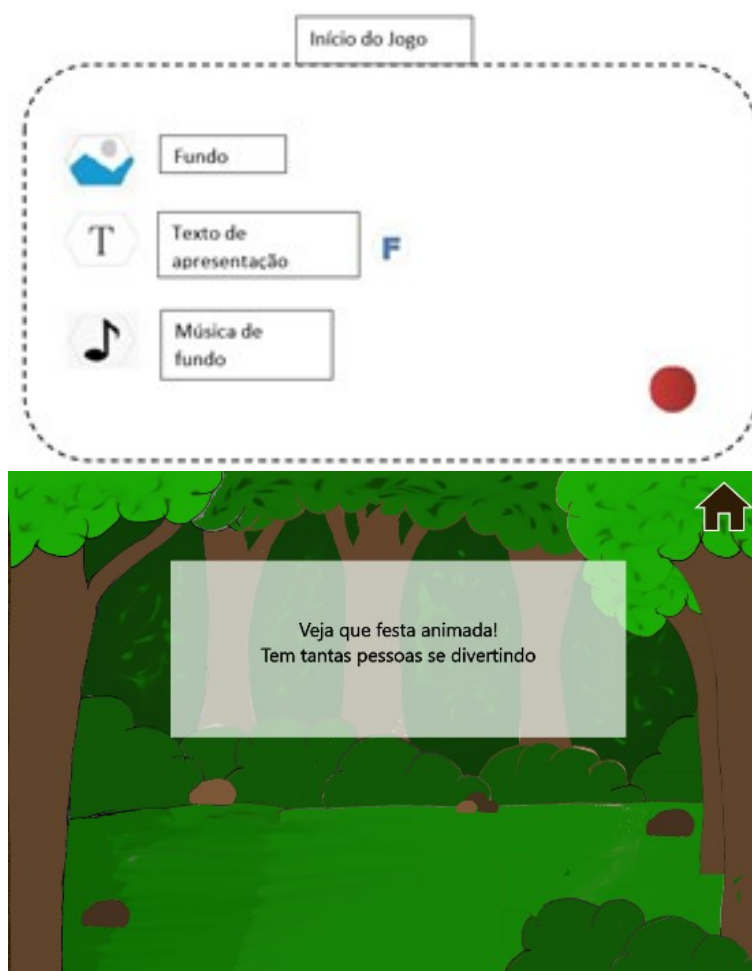 Início do Jogo
Fundo
T
Texto de
apresentação
F
Música de
fundo
Veja que festa animada!
Tem tantas pessoas se divertindo